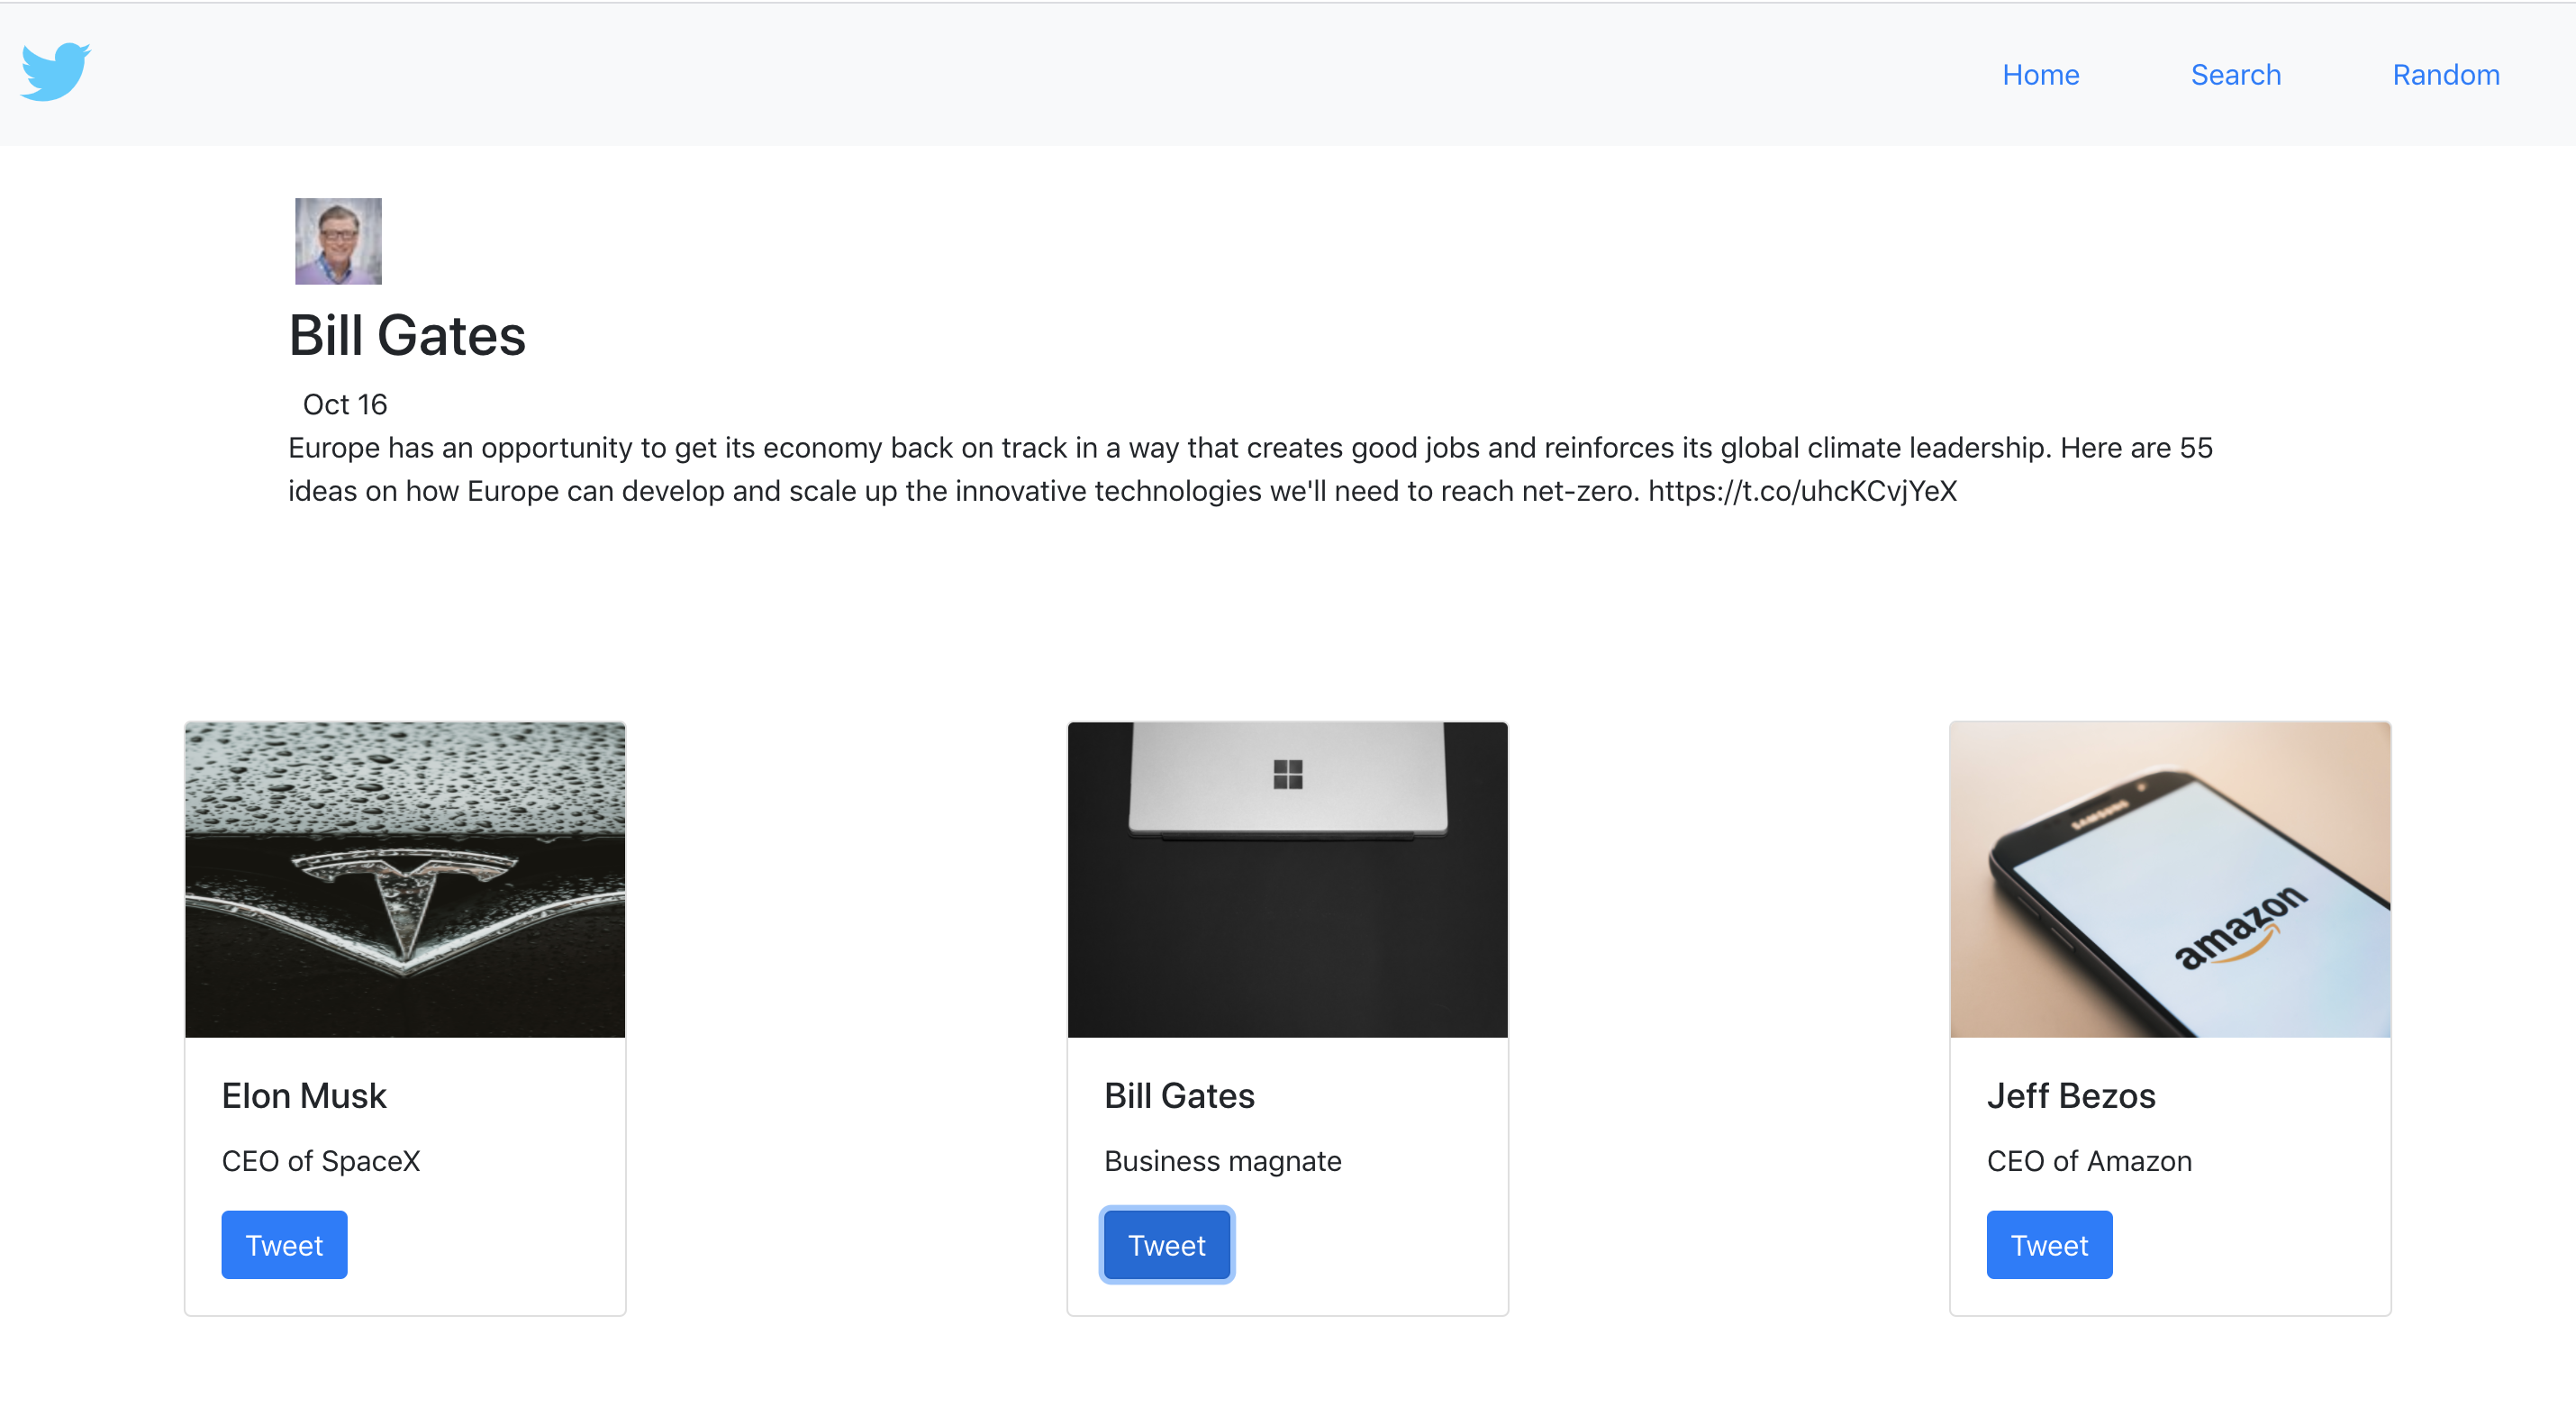 Home
Search
Random
Bill Gates
Oct 16
Europe has an opportunity to get its economy back on track in a way that creates good jobs and reinforces its global climate leadership. Here are 55
ideas on how Europe can develop and scale up the innovative technologies we'll need to reach net-zero. https://t.co/uhcKCvjYeX
SAMSUNG
amazon
Elon Musk
CEO of SpaceX
Tweet
Bill Gates
Business magnate
Tweet
Jeff Bezos
CEO of Amazon
Tweet